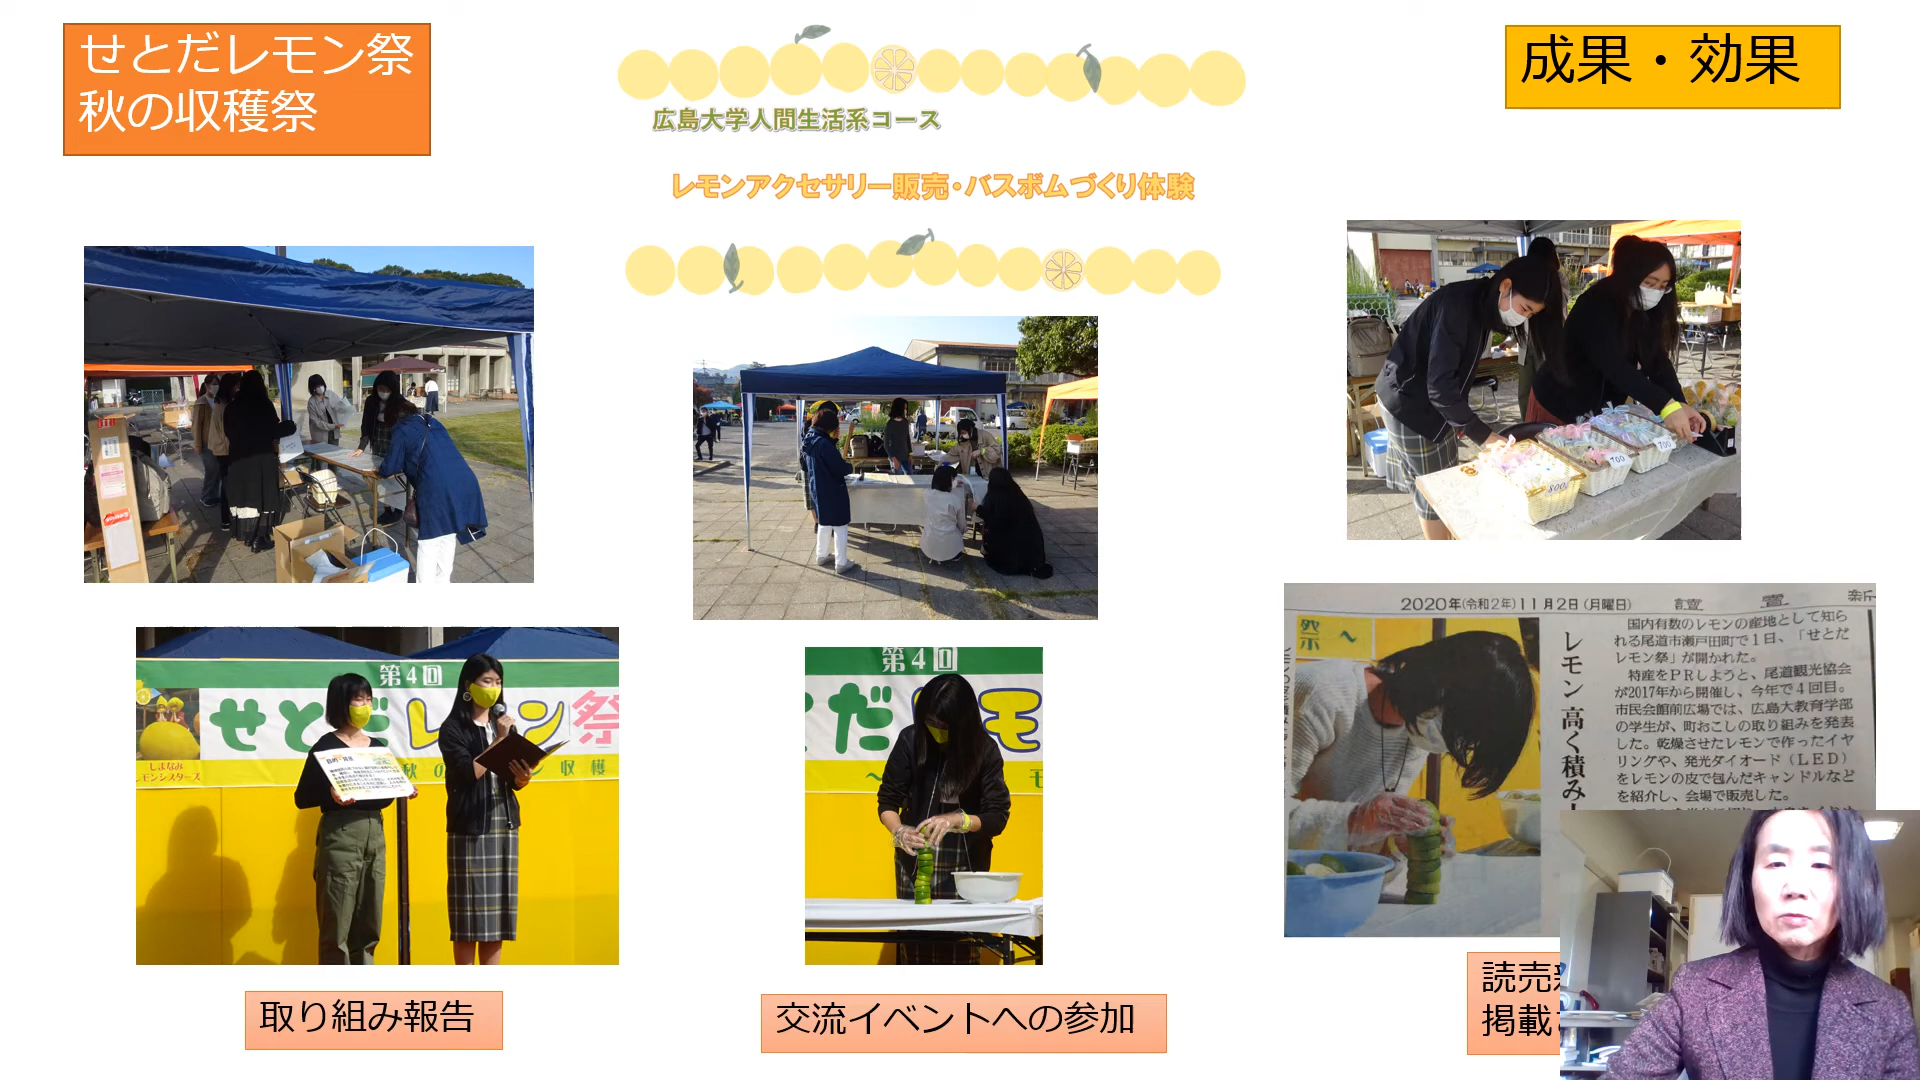 せとだレモン祭
秋の収穫祭
広島大学人間生活系コース
レモンアクセサリー販売・バスボムづくり体験
成果・効果
800
700
700
第4回
せとだレモン祭
しまなみ
レモンシスターズ
収穫
取り組み報告
第4回
だ モ
交流イベントへの参加
2020年(令和2年)11月2日(月曜日)
読 賣 新
祭
〜
レモン高く積み
国内有数のレモンの産地として知ら
れる尾道市瀬戸田町で1日、「せとだ
レモン祭」が開かれた。
特産をPRしようと、尾道観光協会
が2017年から開催し、今年で4回目。
市民会館前広場では、広島大教育学部
の学生が、町おこしの取り組みを発表
した。乾燥させたレモンで作ったイヤ
リングや、発光ダイオード(LED)
をレモンの皮で包んだキャンドルなど
を紹介し、会場で販売した。
読売
掲載